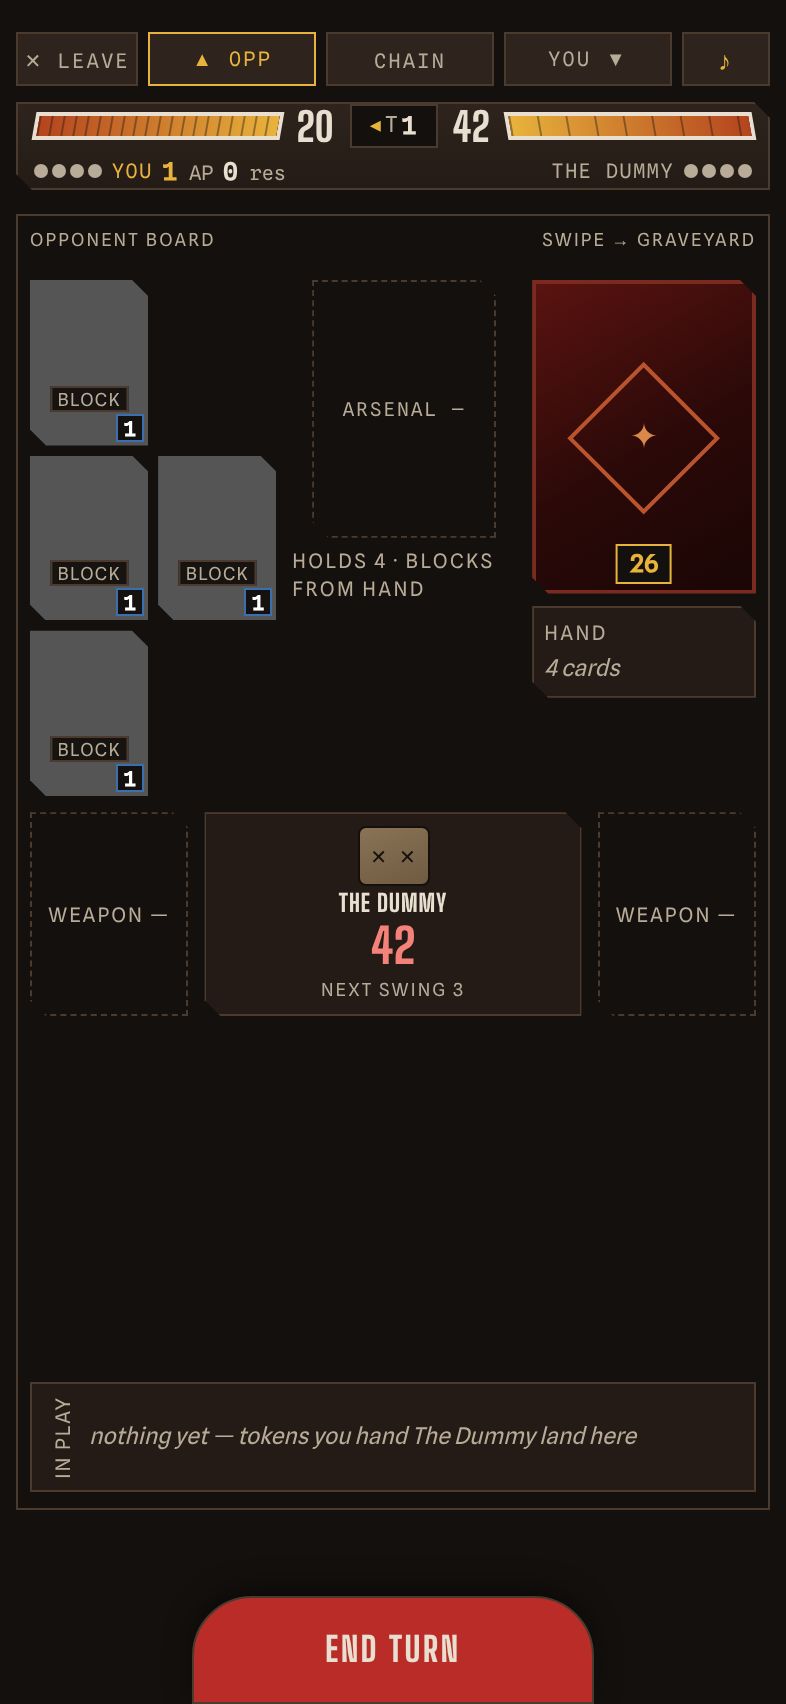 × LEAVE ▲ OPP CHAIN YOU ▼ ♪
20 ◂T1 42
YOU 1 AP 0 res THE DUMMY
OPPONENT BOARD SWIPE → GRAVEYARD
BLOCK
1
ARSENAL —
BLOCK
1
BLOCK
1
HOLDS 4 · BLOCKS
FROM HAND
26
HAND
4 cards
BLOCK
1
WEAPON —
THE DUMMY
42
NEXT SWING 3
WEAPON —
IN PLAY
nothing yet — tokens you hand The Dummy land here
END TURN